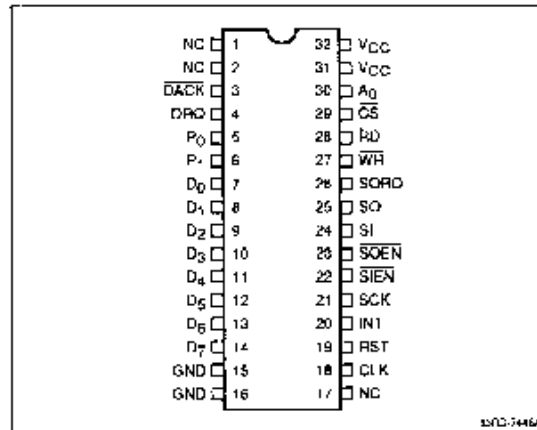 NC 1 32 VCC
NC 2 31 VCC
DACK 3 30 A0
DRQ 4 29 CS
P0 5 28 RD
P1 6 27 WR
D0 7 26 SORQ
D1 8 25 SO
D2 9 24 SI
D3 10 23 SOEN
D4 11 22 SIEN
D5 12 21 SCK
D6 13 20 INT
D7 14 19 RST
GND 15 18 CLK
GND 16 17 NC